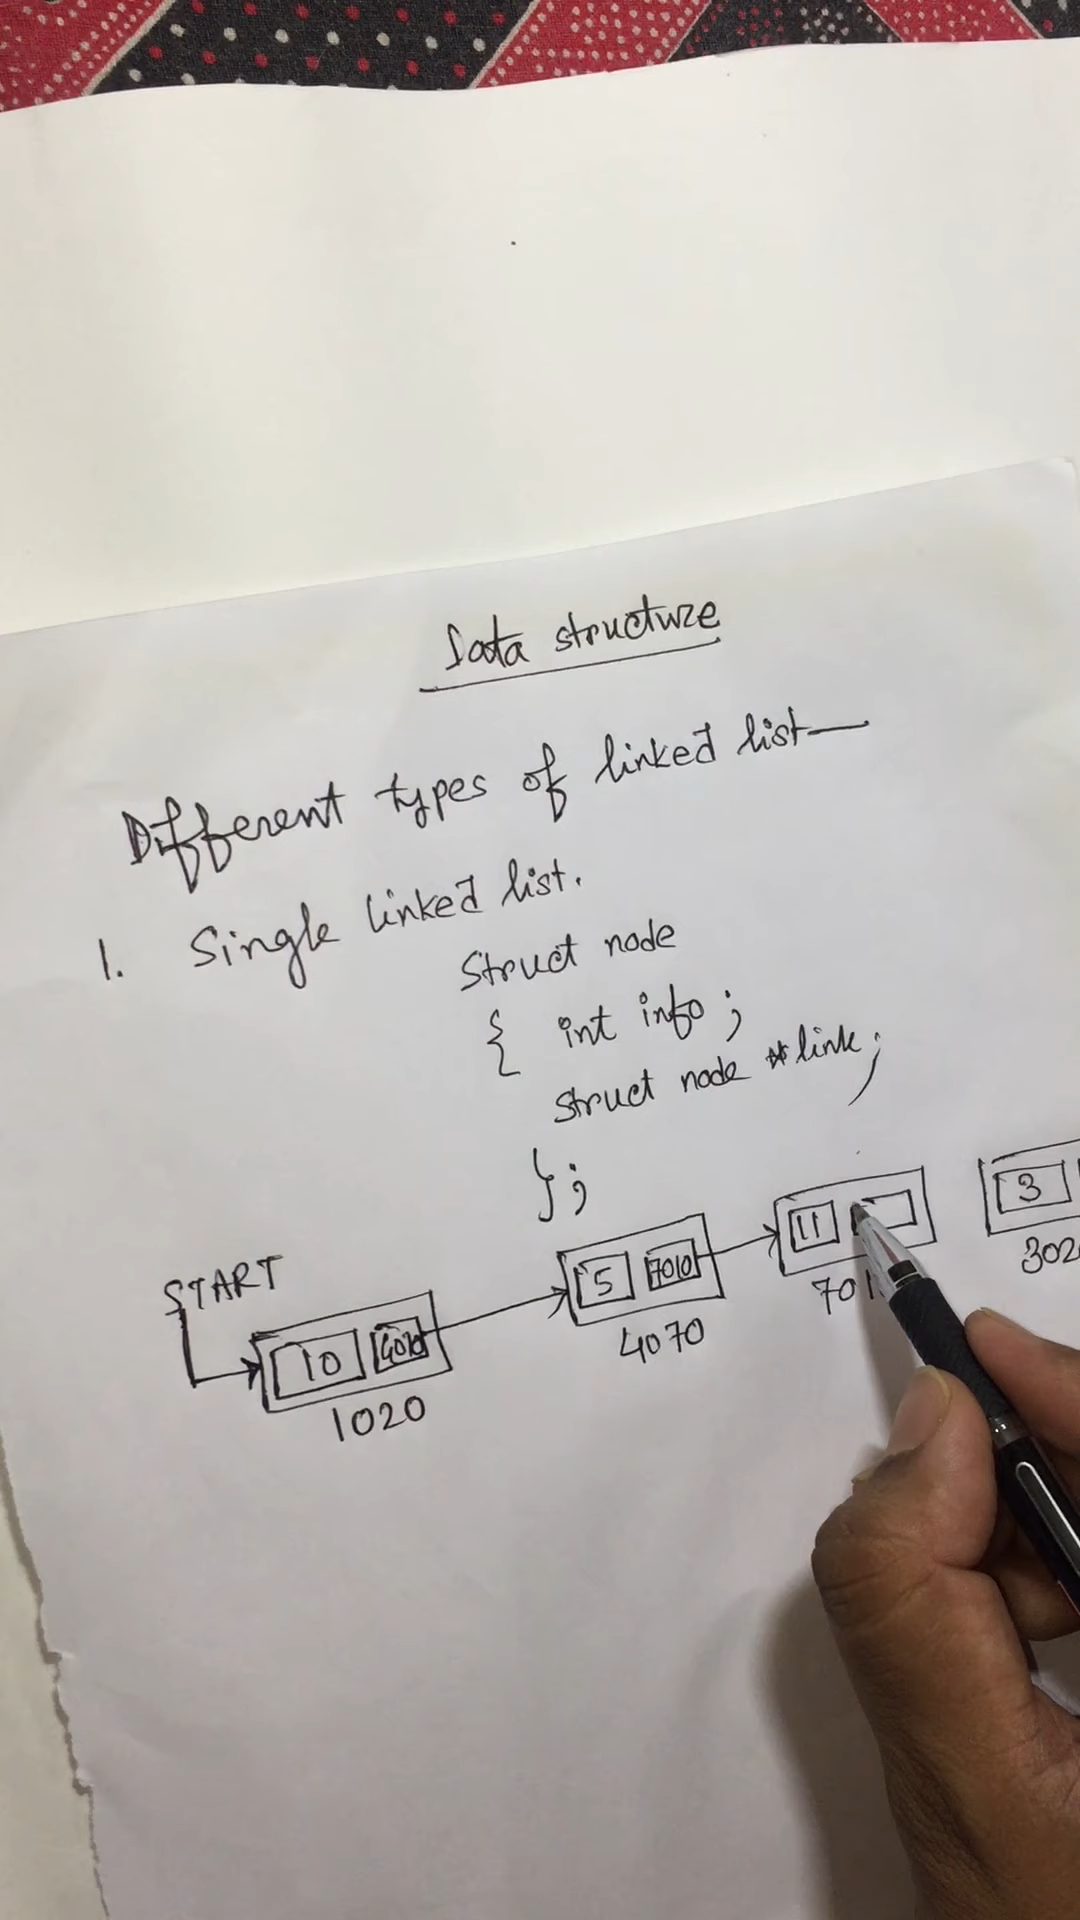 Data structure
Different types of linked list—
1. Single linked list.
struct node
{ int info;
struct node *link;
};
START
10
5 7010
11
3
1020
4070